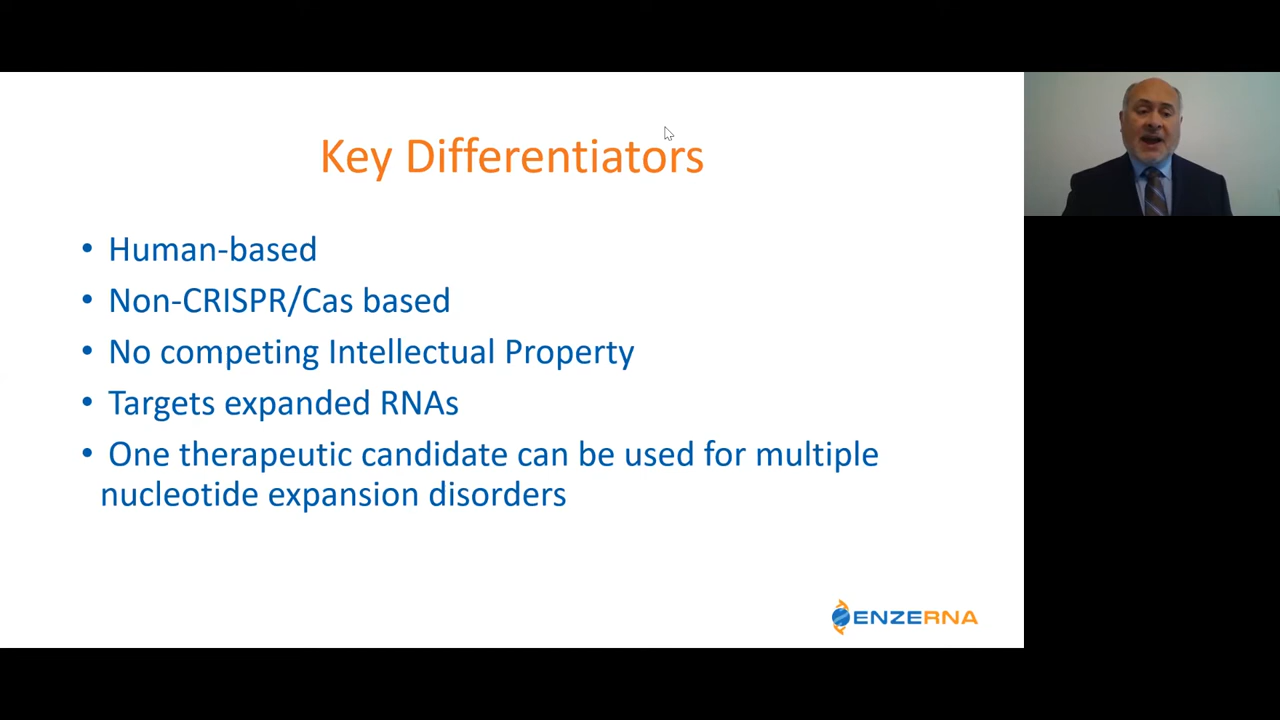 Key Differentiators
• Human-based
• Non-CRISPR/Cas based
• No competing Intellectual Property
• Targets expanded RNAs
• One therapeutic candidate can be used for multiple
nucleotide expansion disorders
ENZERNA